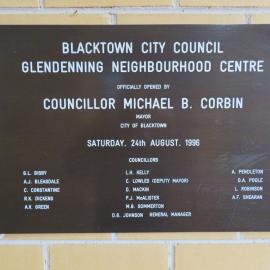 BLACKTOWN CITY COUNCIL
GLENDENNING NEIGHBOURHOOD CENTRE
OFFICIALLY OPENED BY
COUNCILLOR MICHAEL B. CORBIN
MAYOR
CITY OF BLACKTOWN
SATURDAY, 24th AUGUST, 1996
COUNCILLORS
G.L. BISBY L.H. KELLY A. PENDLETON
A.J. BLEASDALE C. LOWLES (DEPUTY MAYOR) D.A. POOLE
C. CONSTANTINE D. MACKIN L. ROBINSON
R.K. DICKENS P.J. McALISTER A.F. SHEARAN
A.V. GREEN M.G. SOMMERTON
D.G. JOHNSON GENERAL MANAGER